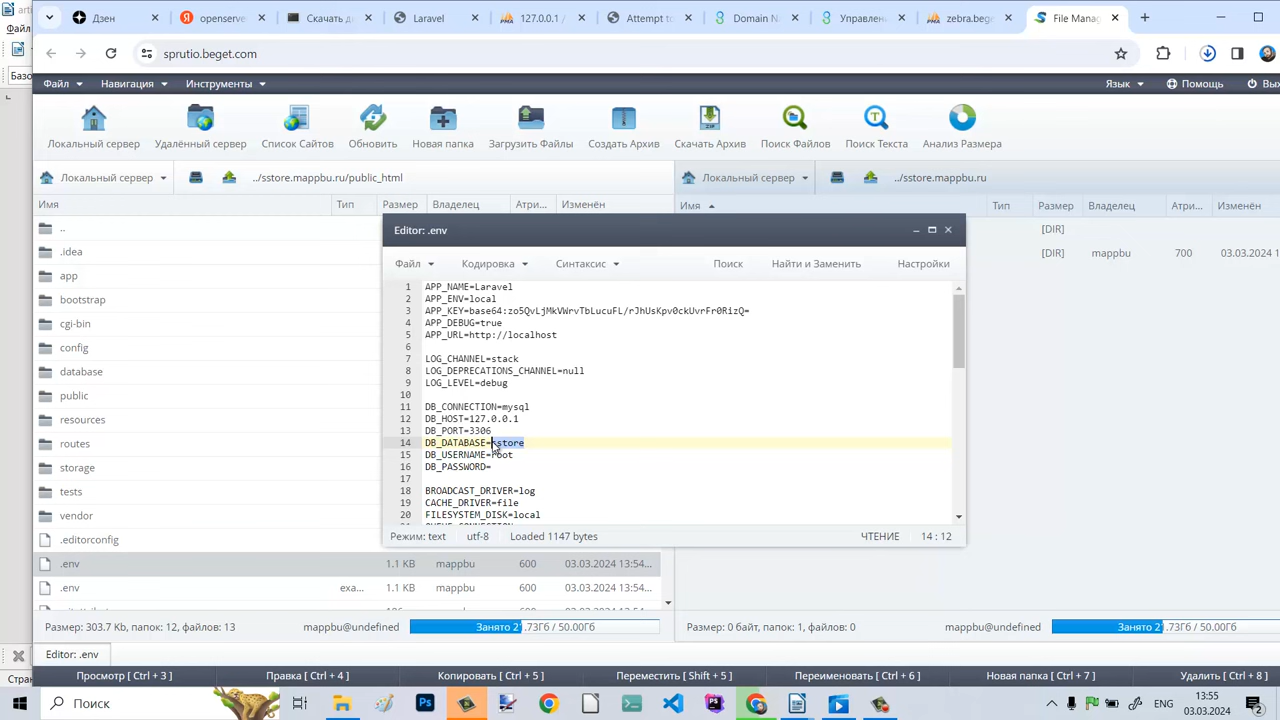 Дзен
openserve
Скачать д
Laravel
127.0.0.1 /
Attempt to
Domain N
Управлен
zebra.beg
File Manag
sprutio.beget.com
Файл
Навигация
Инструменты
Язык
Помощь
Локальный сервер
Удалённый сервер
Список Сайтов
Обновить
Новая папка
Загрузить Файлы
Создать Архив
Скачать Архив
Поиск Файлов
Поиск Текста
Анализ Размера
Локальный сервер
../sstore.mappbu.ru/public_html
Локальный сервер
../sstore.mappbu.ru
Имя Тип Размер Владелец Атри... Изменён
Имя Тип Размер Владелец Атри... Изменён
..
[DIR]
.idea
[DIR] mappbu 700 03.03.2024
app
bootstrap
cgi-bin
config
database
public
resources
routes
storage
tests
vendor
.editorconfig
.env 1.1 KB mappbu 600 03.03.2024 13:54...
.env exa... 1.1 KB mappbu 600 03.03.2024 13:54...
Editor: .env
Файл Кодировка Синтаксис Поиск Найти и Заменить Настройки
1 APP_NAME=Laravel
2 APP_ENV=local
3 APP_KEY=base64:zo5QvLjMkVWrvTbLucuFL/rJhUsKpv0ckUvrFr0RizQ=
4 APP_DEBUG=true
5 APP_URL=http://localhost
6
7 LOG_CHANNEL=stack
8 LOG_DEPRECATIONS_CHANNEL=null
9 LOG_LEVEL=debug
10
11 DB_CONNECTION=mysql
12 DB_HOST=127.0.0.1
13 DB_PORT=3306
14 DB_DATABASE=sstore
15 DB_USERNAME=root
16 DB_PASSWORD=
17
18 BROADCAST_DRIVER=log
19 CACHE_DRIVER=file
20 FILESYSTEM_DISK=local
Режим: text utf-8 Loaded 1147 bytes ЧТЕНИЕ 14 : 12
Размер: 303.7 Kb, папок: 12, файлов: 13 mappbu@undefined Занято 2 .73Гб / 50.00Гб
Размер: 0 байт, папок: 1, файлов: 0 mappbu@undefined Занято 2 .73Гб / 50.00Гб
Editor: .env
Просмотр [ Ctrl + 3 ] Правка [ Ctrl + 4 ] Копировать [ Ctrl + 5 ] Переместить [ Shift + 5 ] Переименовать [ Ctrl + 6 ] Новая папка [ Ctrl + 7 ] Удалить [ Ctrl + 8 ]
Поиск
ENG
13:55
03.03.2024
2